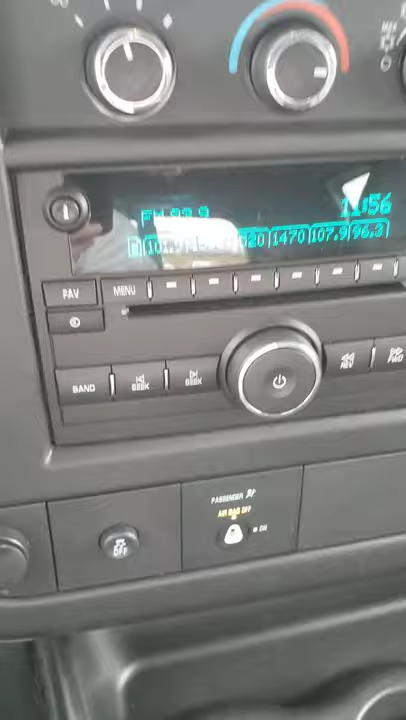 FM 99.9 11:56
1470 107.9 96.3
FAV MENU
BAND SEEK SEEK REV FWD
PASSENGER
AIR BAG OFF
ON
OFF